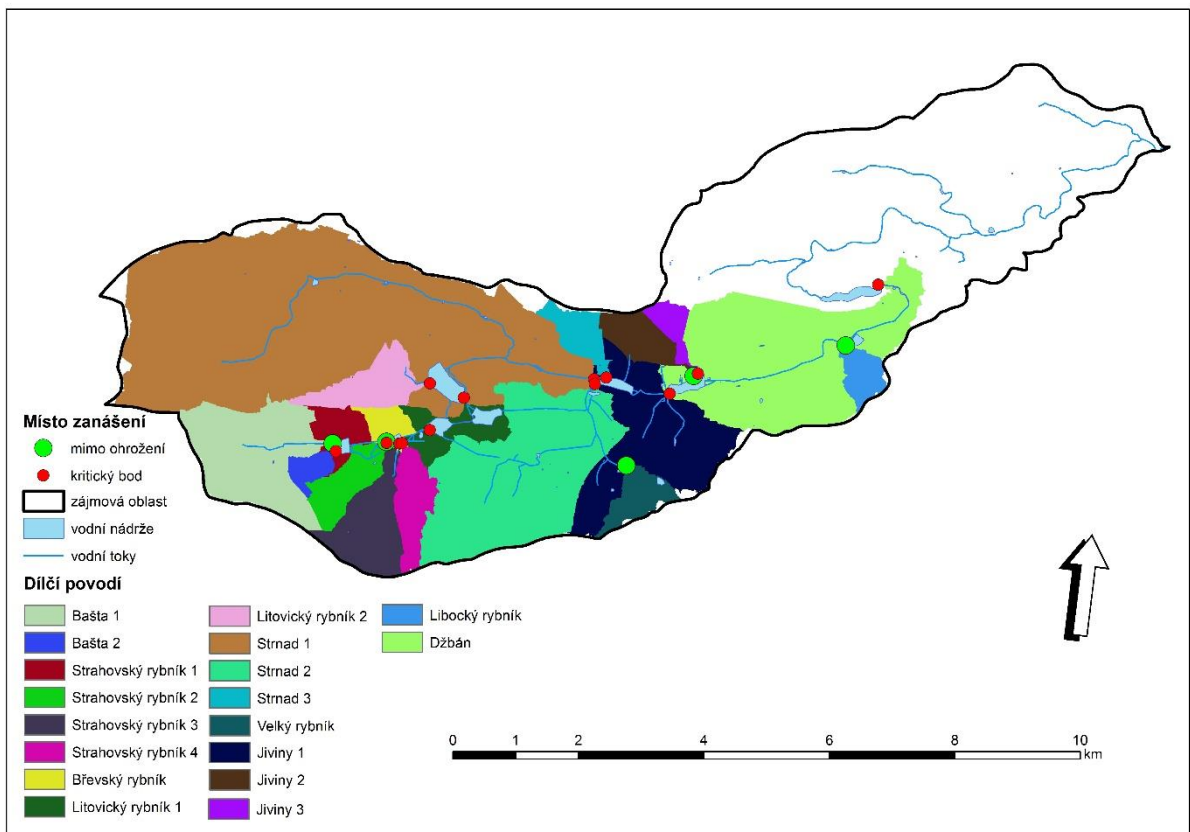 Místo zanášení
mimo ohrožení
kritický bod
zájmová oblast
vodní nádrže
vodní toky
Dílčí povodí
Bašta 1
Bašta 2
Strahovský rybník 1
Strahovský rybník 2
Strahovský rybník 3
Strahovský rybník 4
Břevský rybník
Litovický rybník 1
Litovický rybník 2
Strnad 1
Strnad 2
Strnad 3
Velký rybník
Jiviny 1
Jiviny 2
Jiviny 3
Libocký rybník
Džbán
0 1 2 4 6 8 10
km